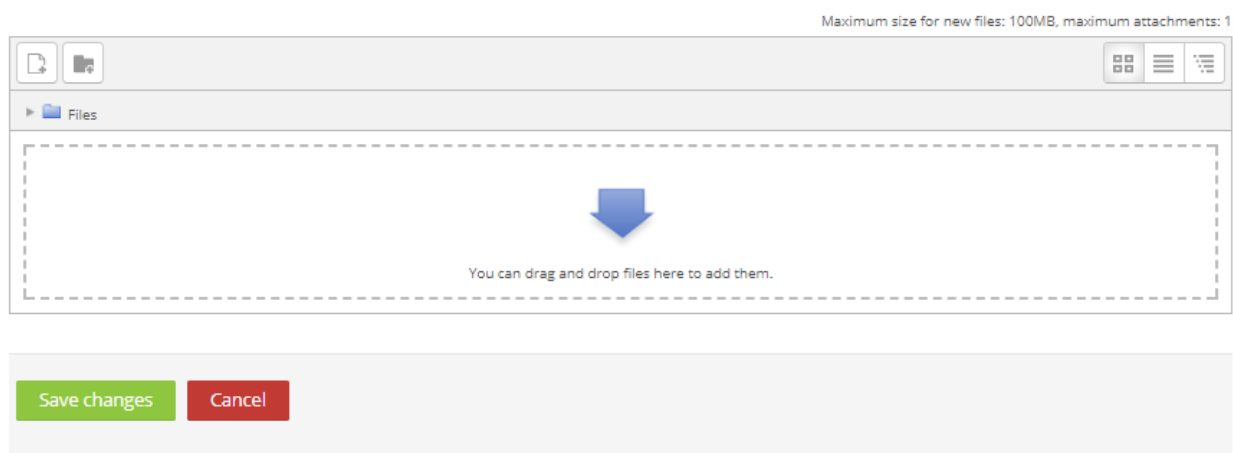 Maximum size for new files: 100MB, maximum attachments: 1
Files
You can drag and drop files here to add them.
Save changes
Cancel